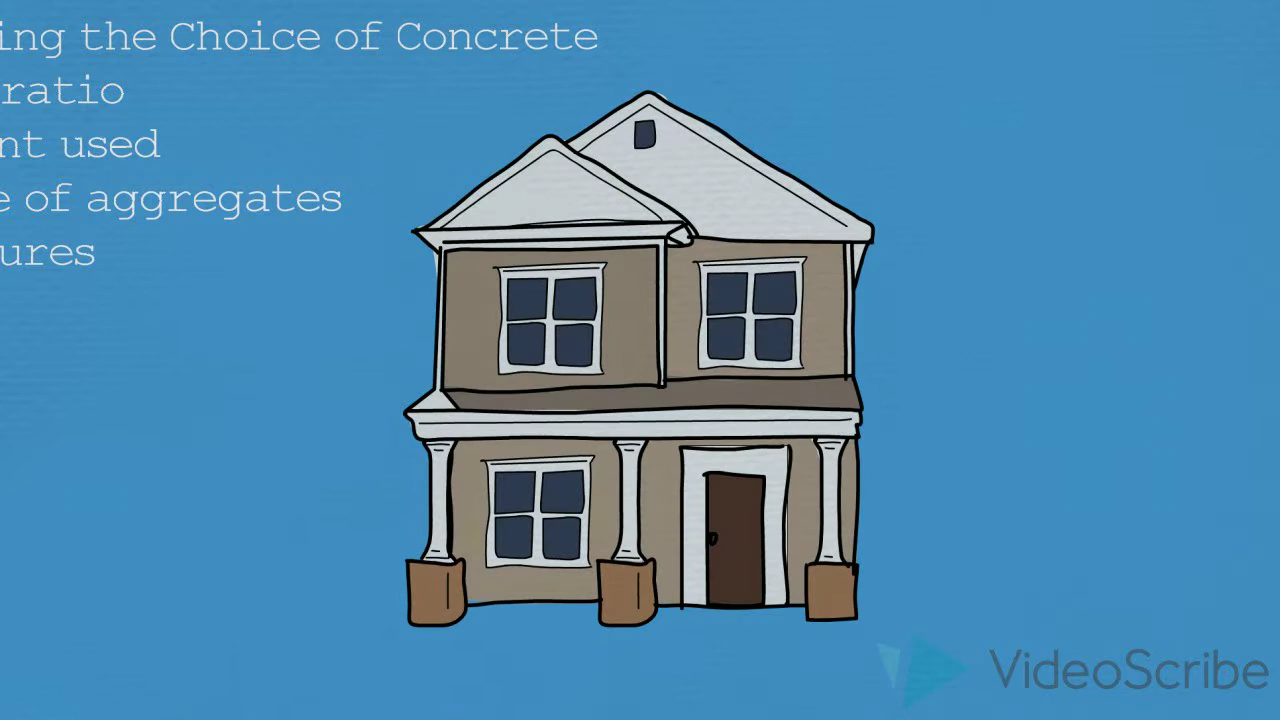 ing the Choice of Concrete
ratio
nt used
e of aggregates
ures
VideoScribe